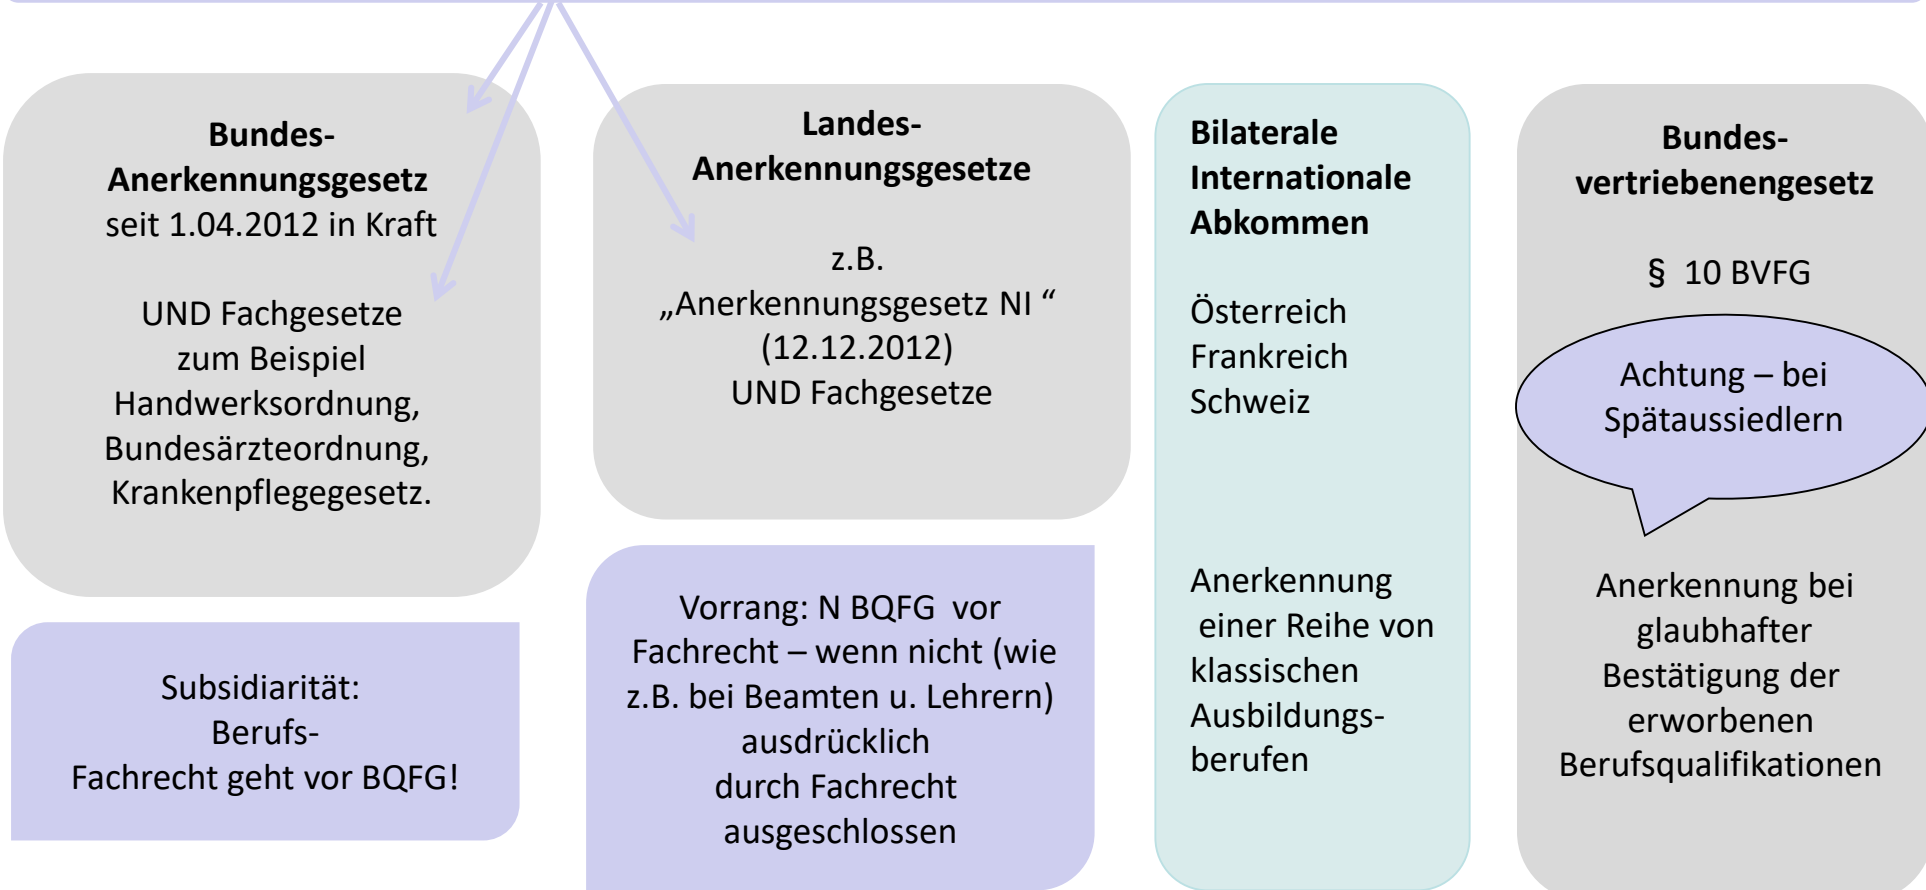 Bundes-
Anerkennungsgesetz
seit 1.04.2012 in Kraft
UND Fachgesetze
zum Beispiel
Handwerksordnung,
Bundesärzteordnung,
Krankenpflegegesetz.
Subsidiarität:
Berufs-
Fachrecht geht vor BQFG!
Landes-
Anerkennungsgesetze
z.B.
„Anerkennungsgesetz NI “
(12.12.2012)
UND Fachgesetze
Vorrang: N BQFG vor
Fachrecht – wenn nicht (wie
z.B. bei Beamten u. Lehrern)
ausdrücklich
durch Fachrecht
ausgeschlossen
Bilaterale
Internationale
Abkommen
Österreich
Frankreich
Schweiz
Anerkennung
einer Reihe von
klassischen
Ausbildungs-
berufen
Bundes-
vertriebenengesetz
§ 10 BVFG
Achtung – bei
Spätaussiedlern
Anerkennung bei
glaubhafter
Bestätigung der
erworbenen
Berufsqualifikationen